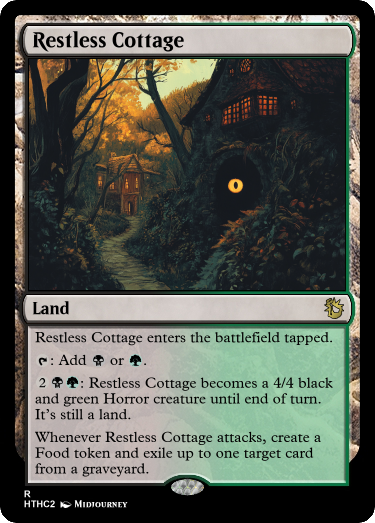 Restless Cottage
Land
Restless Cottage enters the battlefield tapped.
: Add or .
2 : Restless Cottage becomes a 4/4 black
and green Horror creature until end of turn.
It's still a land.
Whenever Restless Cottage attacks, create a
Food token and exile up to one target card
from a graveyard.
R
HTHC2 Midjourney